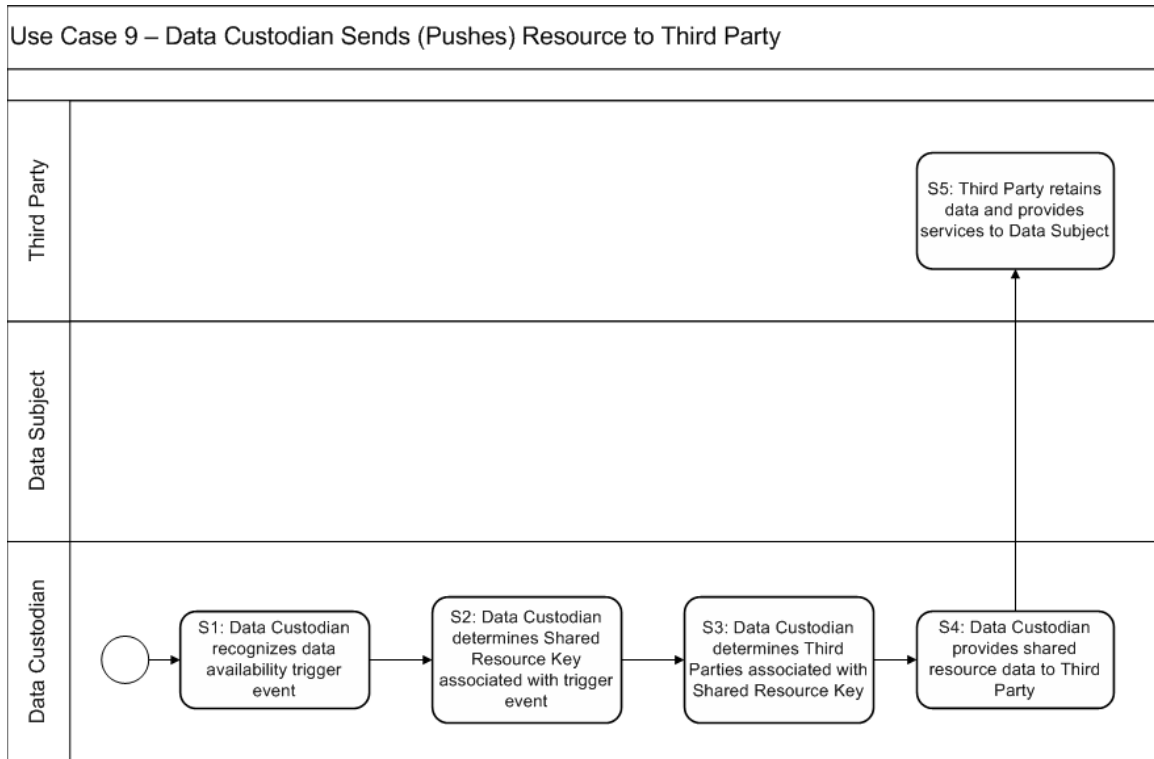 Use Case 9 – Data Custodian Sends (Pushes) Resource to Third Party
Third Party
S5: Third Party retains
data and provides
services to Data Subject
Data Subject
Data Custodian
S1: Data Custodian
recognizes data
availability trigger
event
S2: Data Custodian
determines Shared
Resource Key
associated with trigger
event
S3: Data Custodian
determines Third
Parties associated with
Shared Resource Key
S4: Data Custodian
provides shared
resource data to Third
Party